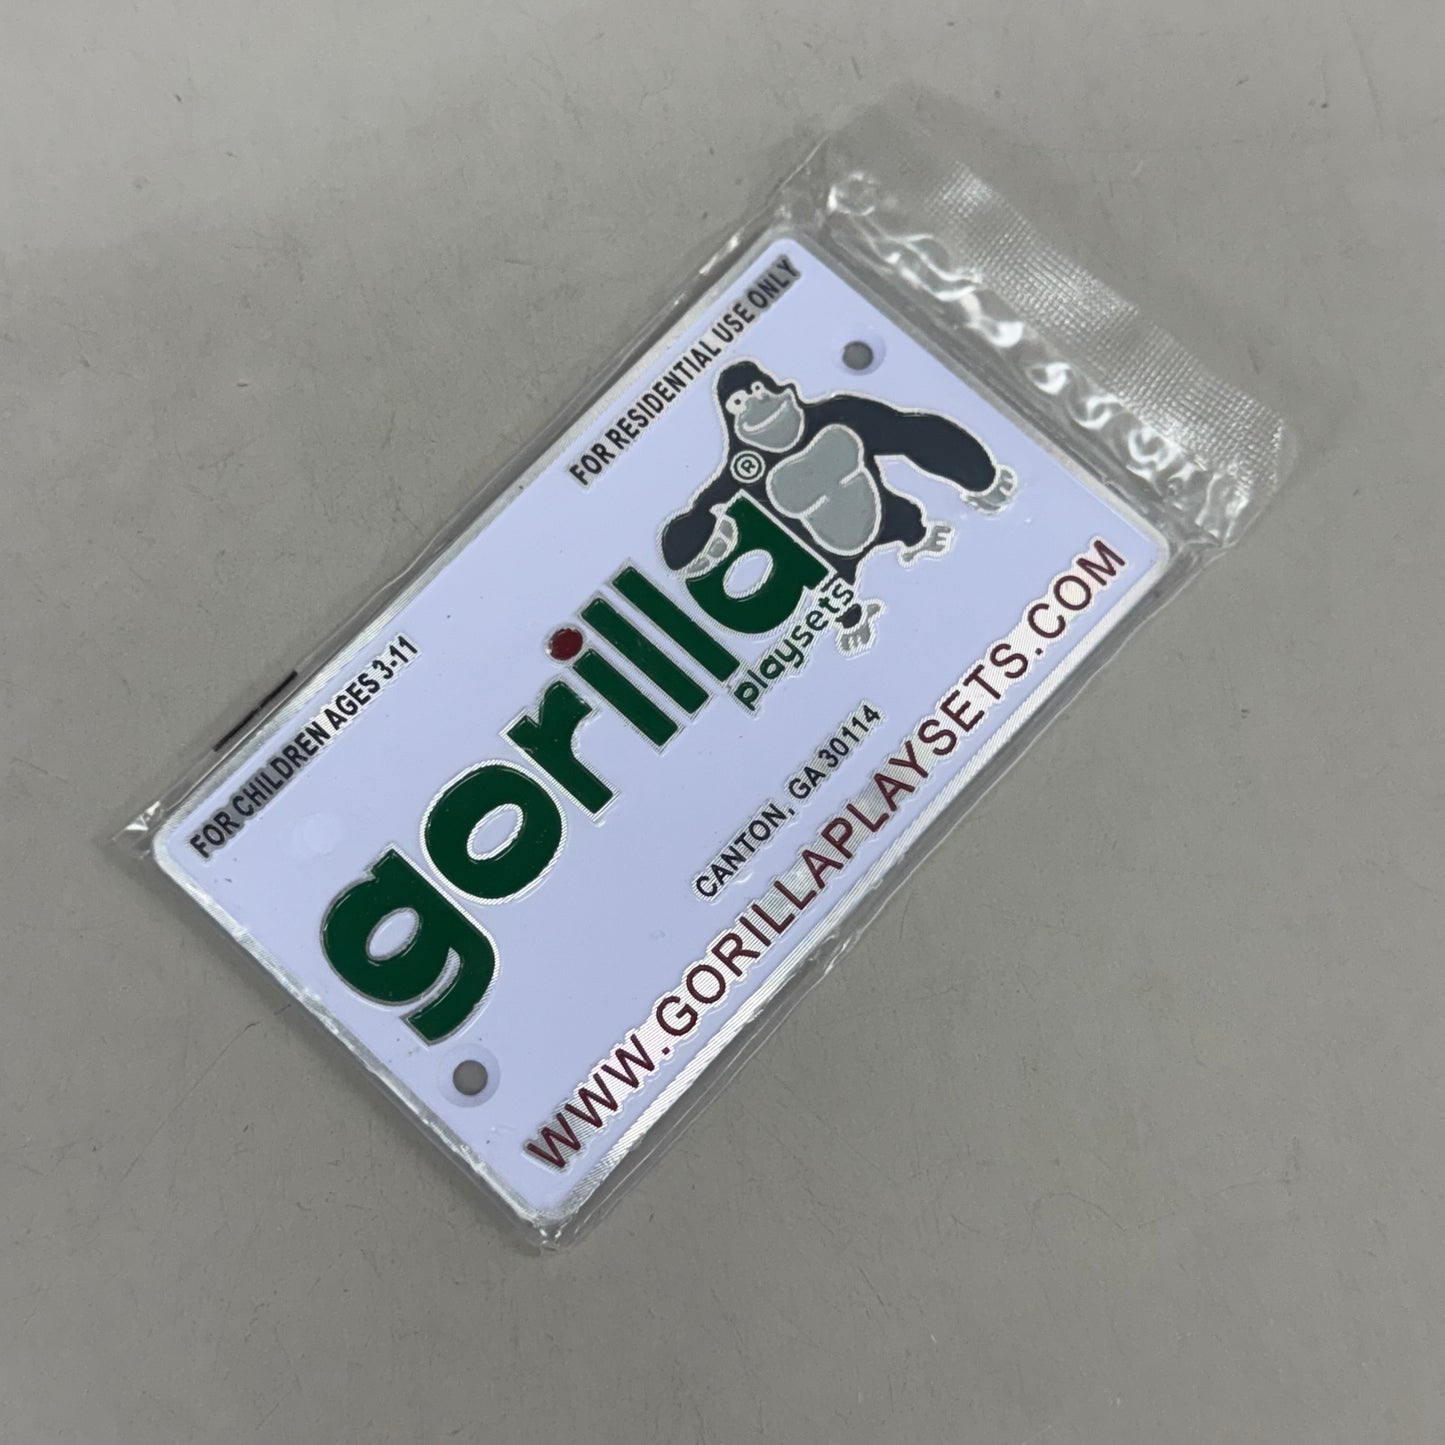 FOR CHILDREN AGES 3-11 FOR RESIDENTIAL USE ONLY
®
gorilla
playsets
CANTON, GA 30114
WWW.GORILLAPLAYSETS.COM